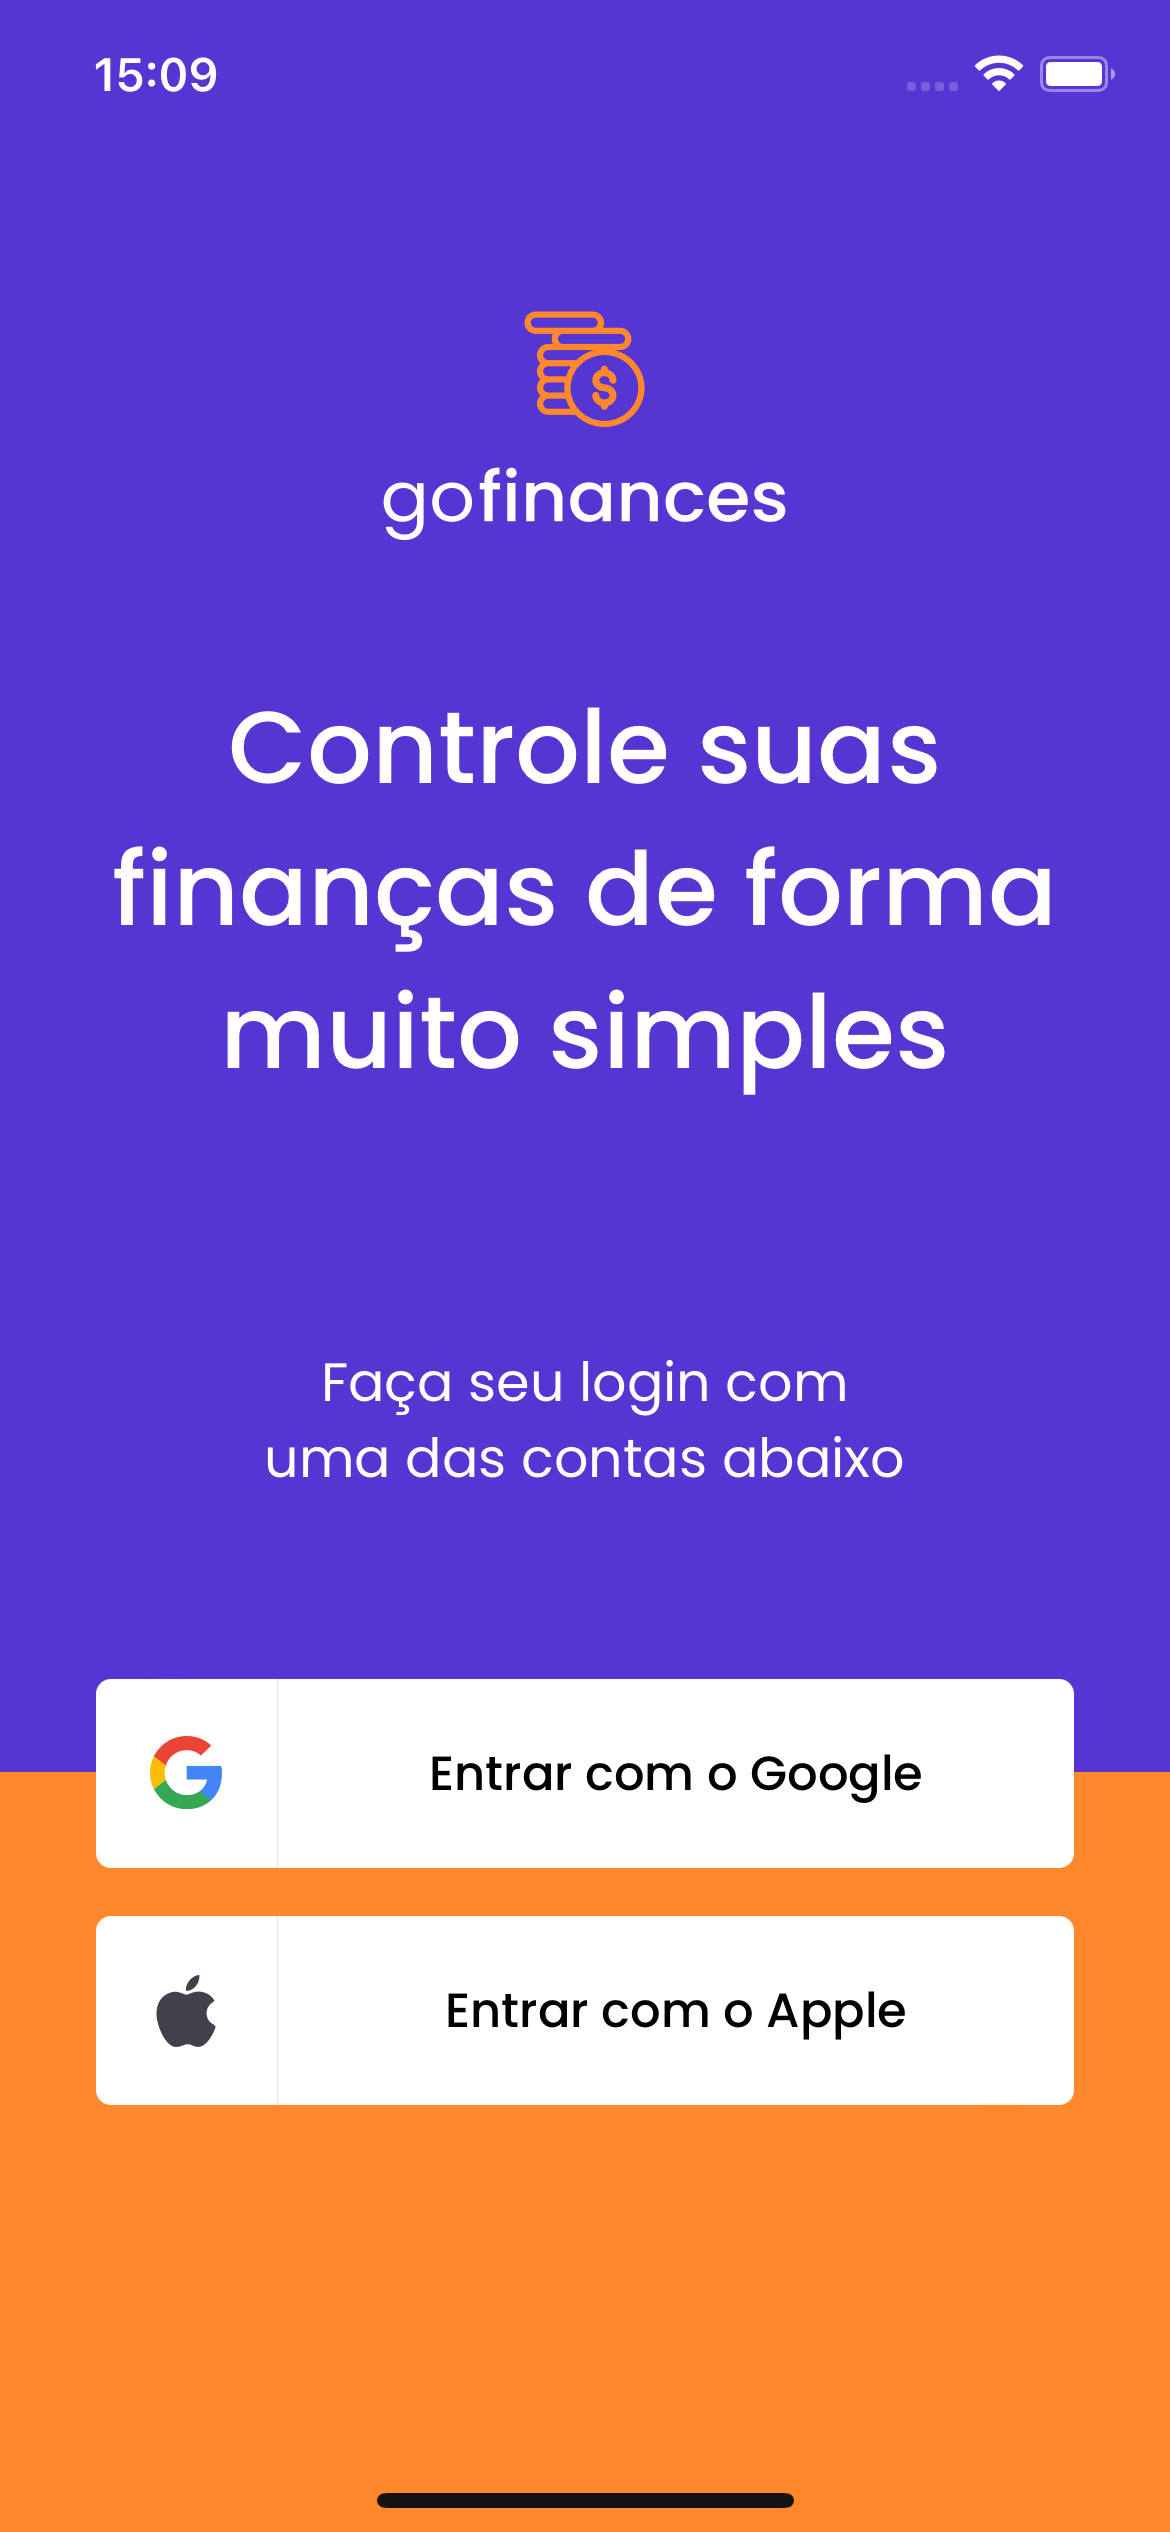 15:09
gofinances
Controle suas
finanças de forma
muito simples
Faça seu login com
uma das contas abaixo
Entrar com o Google
Entrar com o Apple